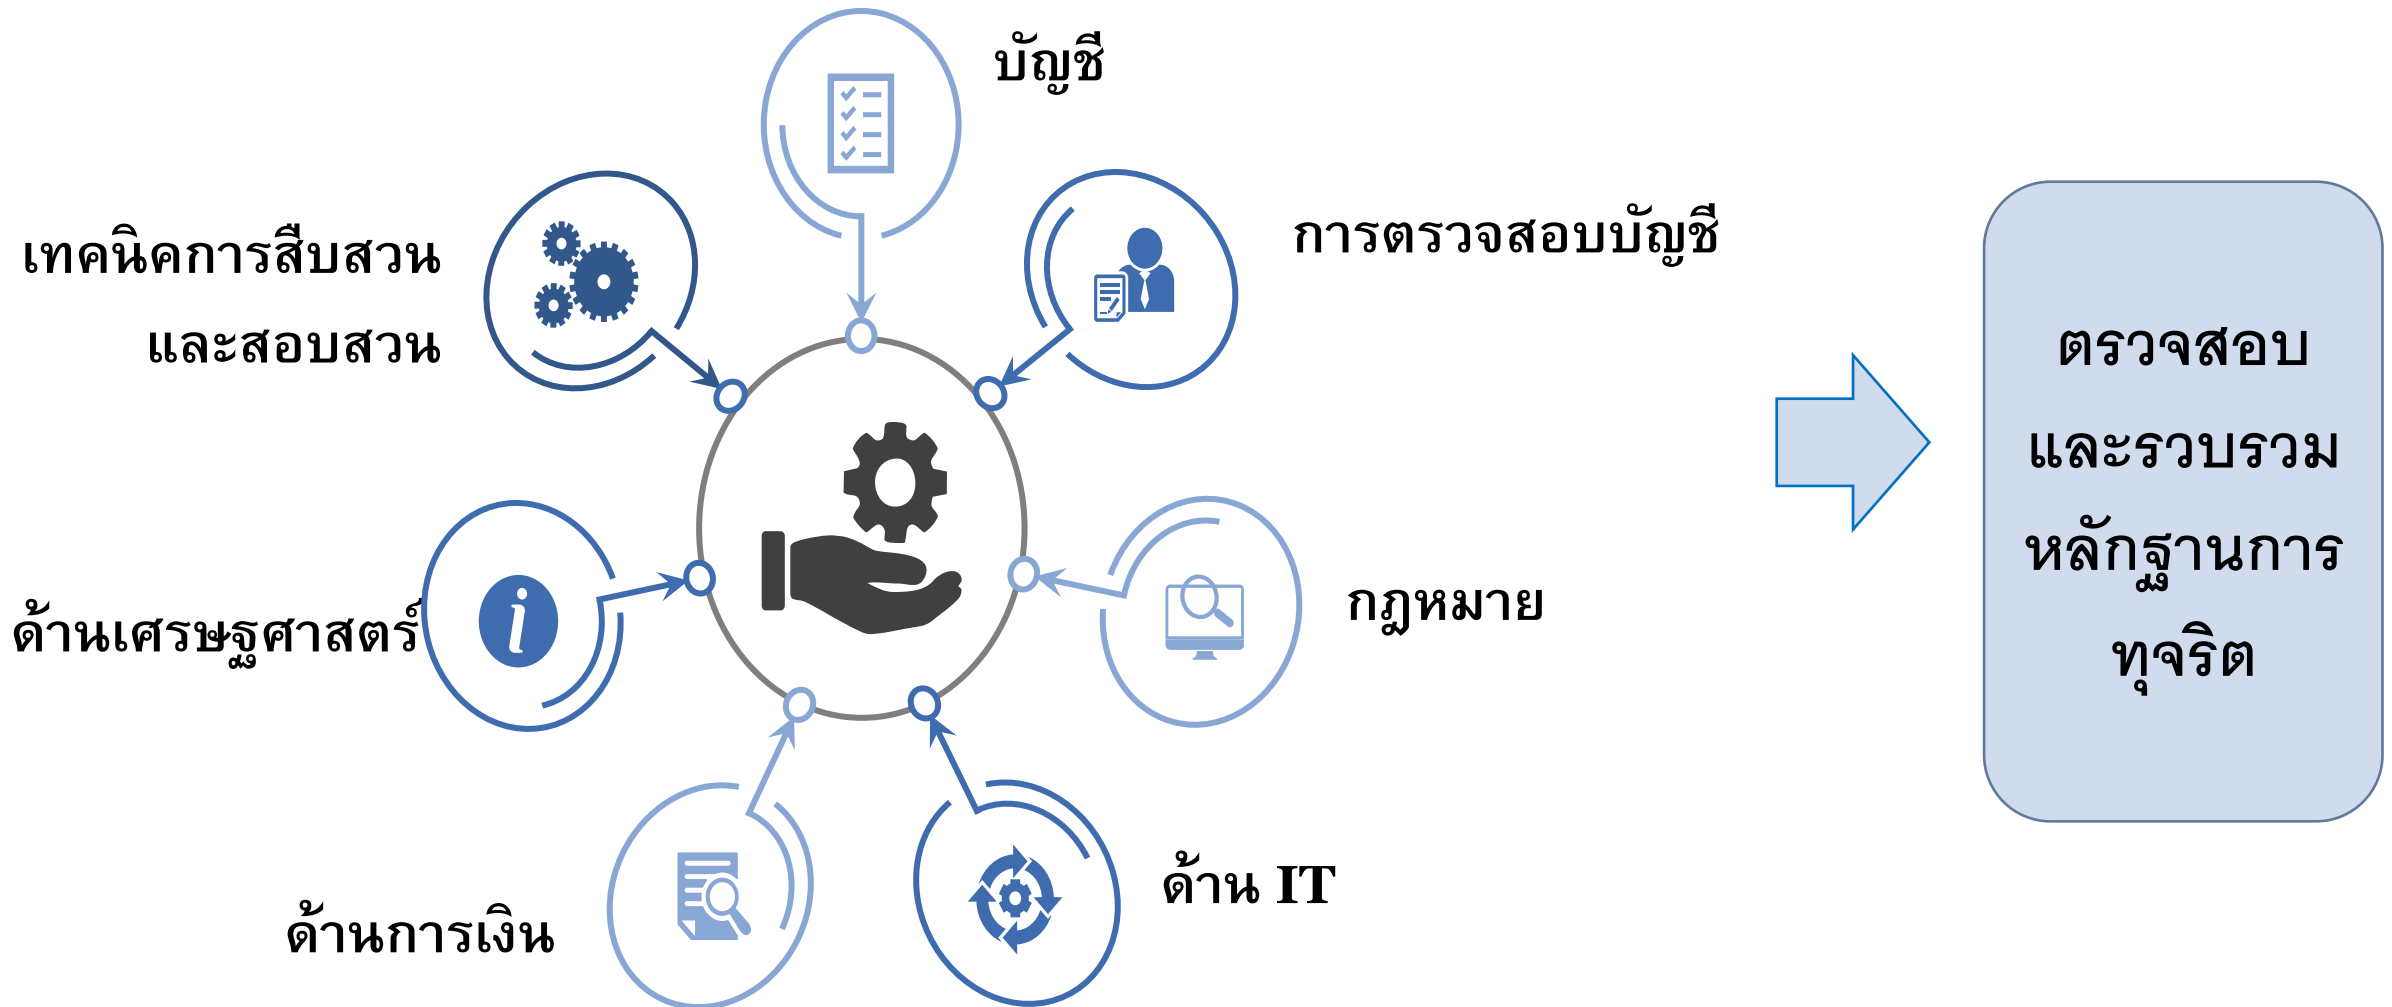 บัญชี
การตรวจสอบบัญชี
เทคนิคการสืบสวน
และสอบสวน
กฎหมาย
ด้านเศรษฐศาสตร์
ด้าน IT
ด้านการเงิน
ตรวจสอบ
และรวบรวม
หลักฐานการ
ทุจริต